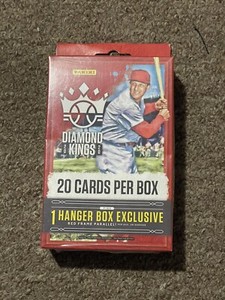 PANINI
DIAMOND
KINGS
20 CARDS PER BOX
1 HANGER BOX EXCLUSIVE
RED FRAME PARALLEL!